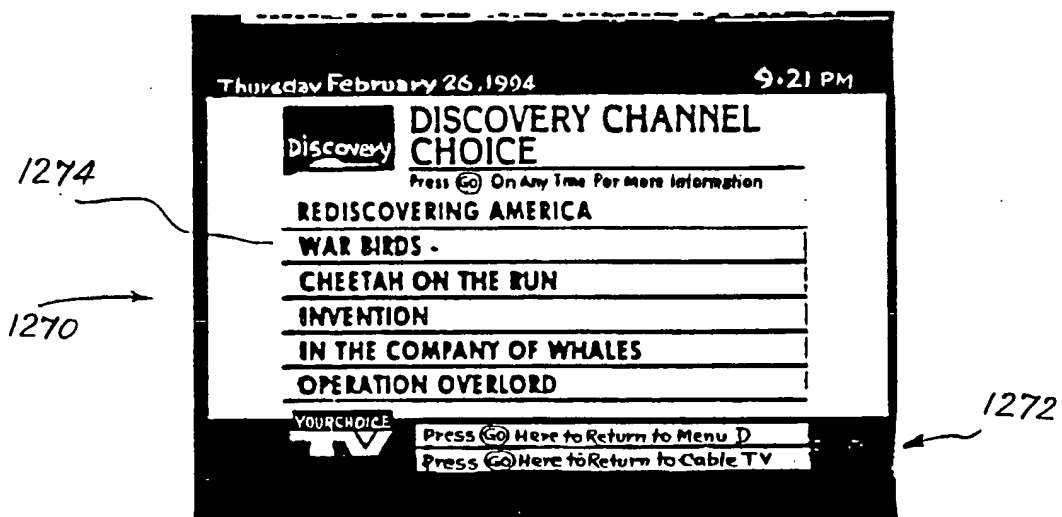 Thursday February 26, 1994 9:21 PM
Discovery
DISCOVERY CHANNEL
CHOICE
Press Go On Any Time For More Information
REDISCOVERING AMERICA
1274
WAR BIRDS -
CHEETAH ON THE RUN
1270
INVENTION
IN THE COMPANY OF WHALES
OPERATION OVERLORD
1272
YOUR CHOICE
TV
Press Go Here to Return to Menu D
Press Go Here to Return to Cable TV